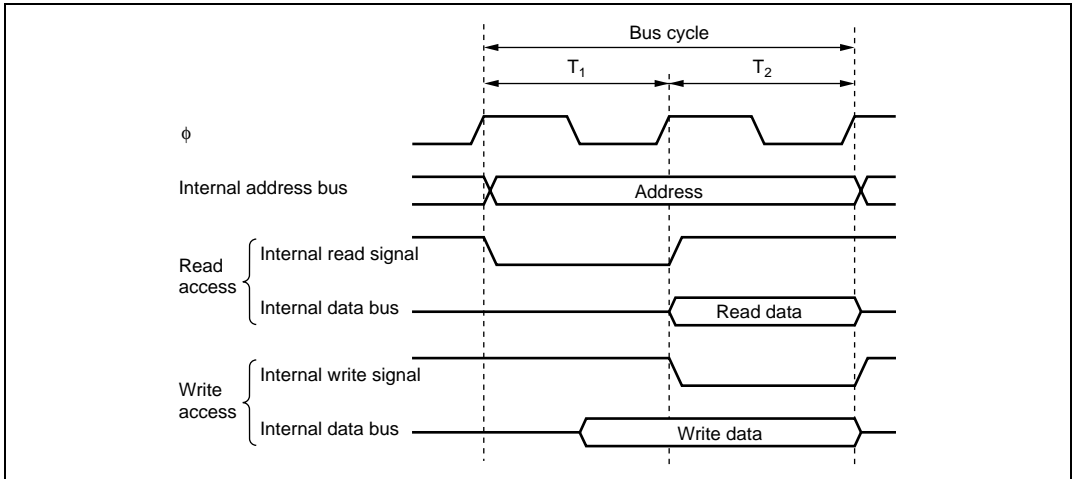 Bus cycle
T₁ T₂
φ
Internal address bus Address
Read access Internal read signal
Internal data bus Read data
Write access Internal write signal
Internal data bus Write data